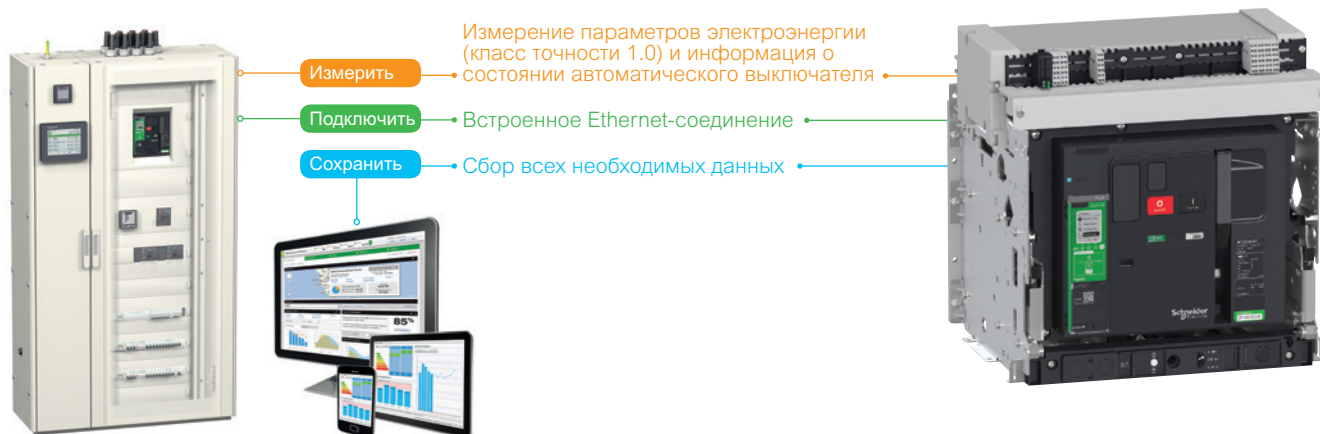 Измерение параметров электроэнергии
(класс точности 1.0) и информация о
состоянии автоматического выключателя
Измерить
Подключить
Встроенное Ethernet-соединение
Сохранить
Сбор всех необходимых данных
85%
Schneider
Electric